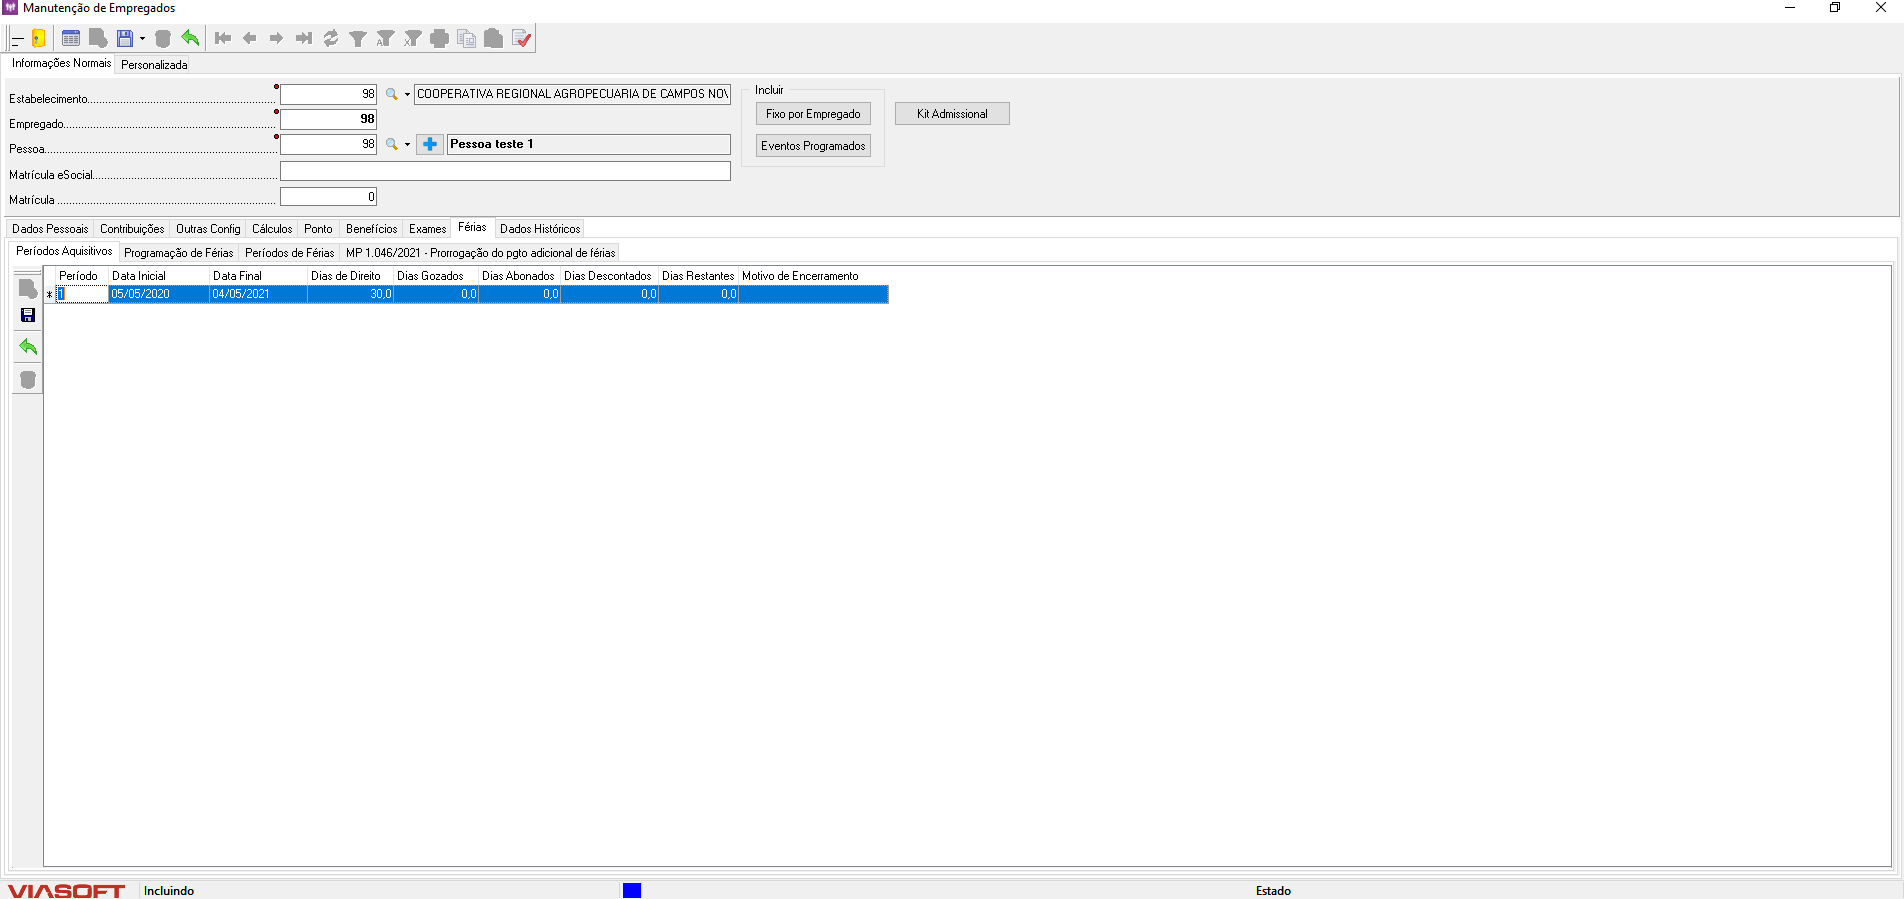 Manutenção de Empregados
Informações Normais Personalizada
Estabelecimento 98 COOPERATIVA REGIONAL AGROPECUARIA DE CAMPOS NOV
Incluir
Fixo por Empregado Kit Admissional
Empregado 98
Pessoa 98 Pessoa teste 1
Eventos Programados
Matrícula eSocial
Matrícula 0
Dados Pessoais Contribuições Outras Config Cálculos Ponto Benefícios Exames Férias Dados Históricos
Períodos Aquisitivos Programação de Férias Períodos de Férias MP 1.046/2021 - Prorrogação do pgto adicional de férias
Período Data Inicial Data Final Dias de Direito Dias Gozados Dias Abonados Dias Descontados Dias Restantes Motivo de Encerramento
* 1 05/05/2020 04/05/2021 30,0 0,0 0,0 0,0 0,0
VIASOFT Incluindo Estado